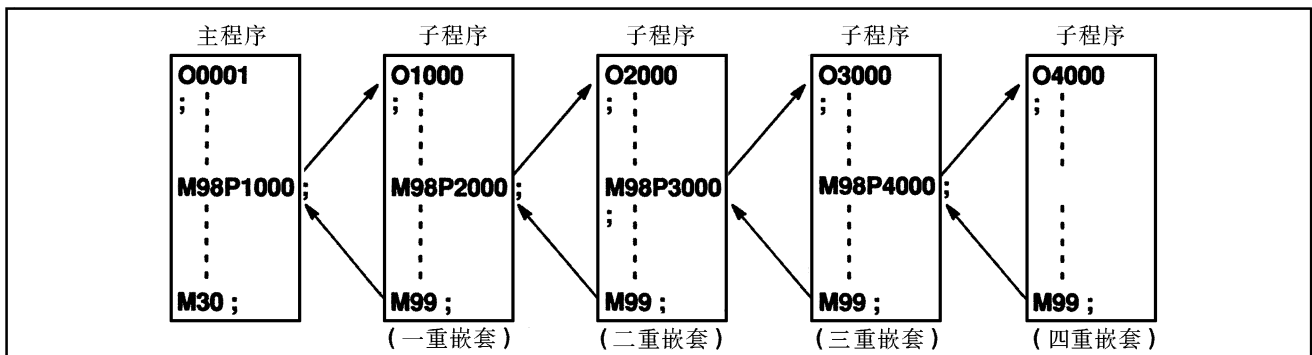 主程序
O0001
;
M98P1000 ;
M30 ;
子程序
O1000
;
M98P2000 ;
M99 ;
(一重嵌套)
子程序
O2000
;
M98P3000
;
M99 ;
(二重嵌套)
子程序
O3000
;
M98P4000 ;
M99 ;
(三重嵌套)
子程序
O4000
;
M99 ;
(四重嵌套)